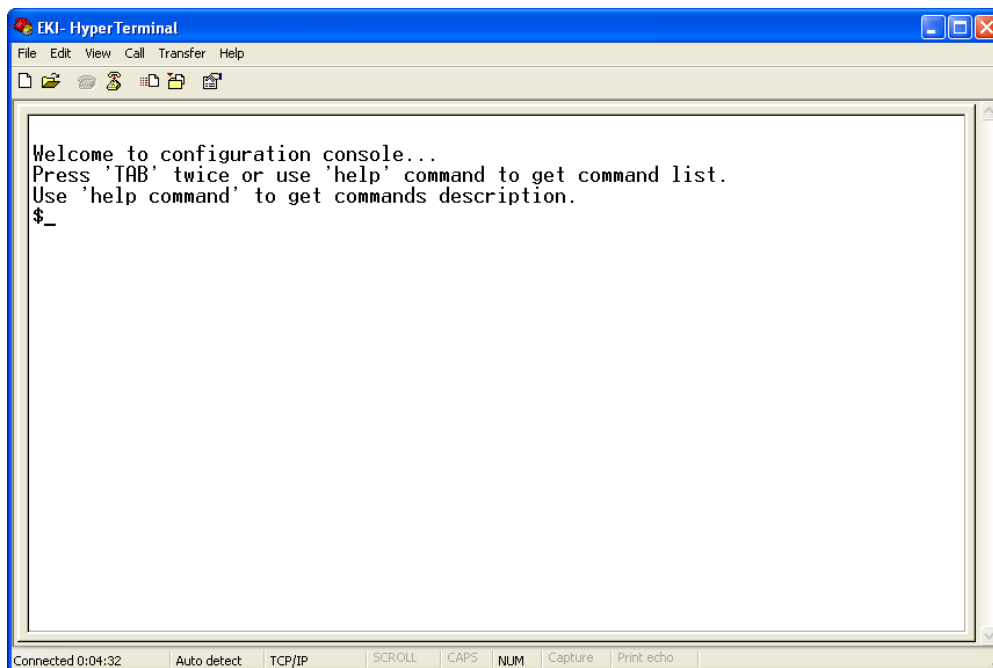 EKI- HyperTerminal
File Edit View Call Transfer Help
Welcome to configuration console...
Press 'TAB' twice or use 'help' command to get command list.
Use 'help command' to get commands description.
$_
Connected 0:04:32 Auto detect TCP/IP SCROLL CAPS NUM Capture Print echo